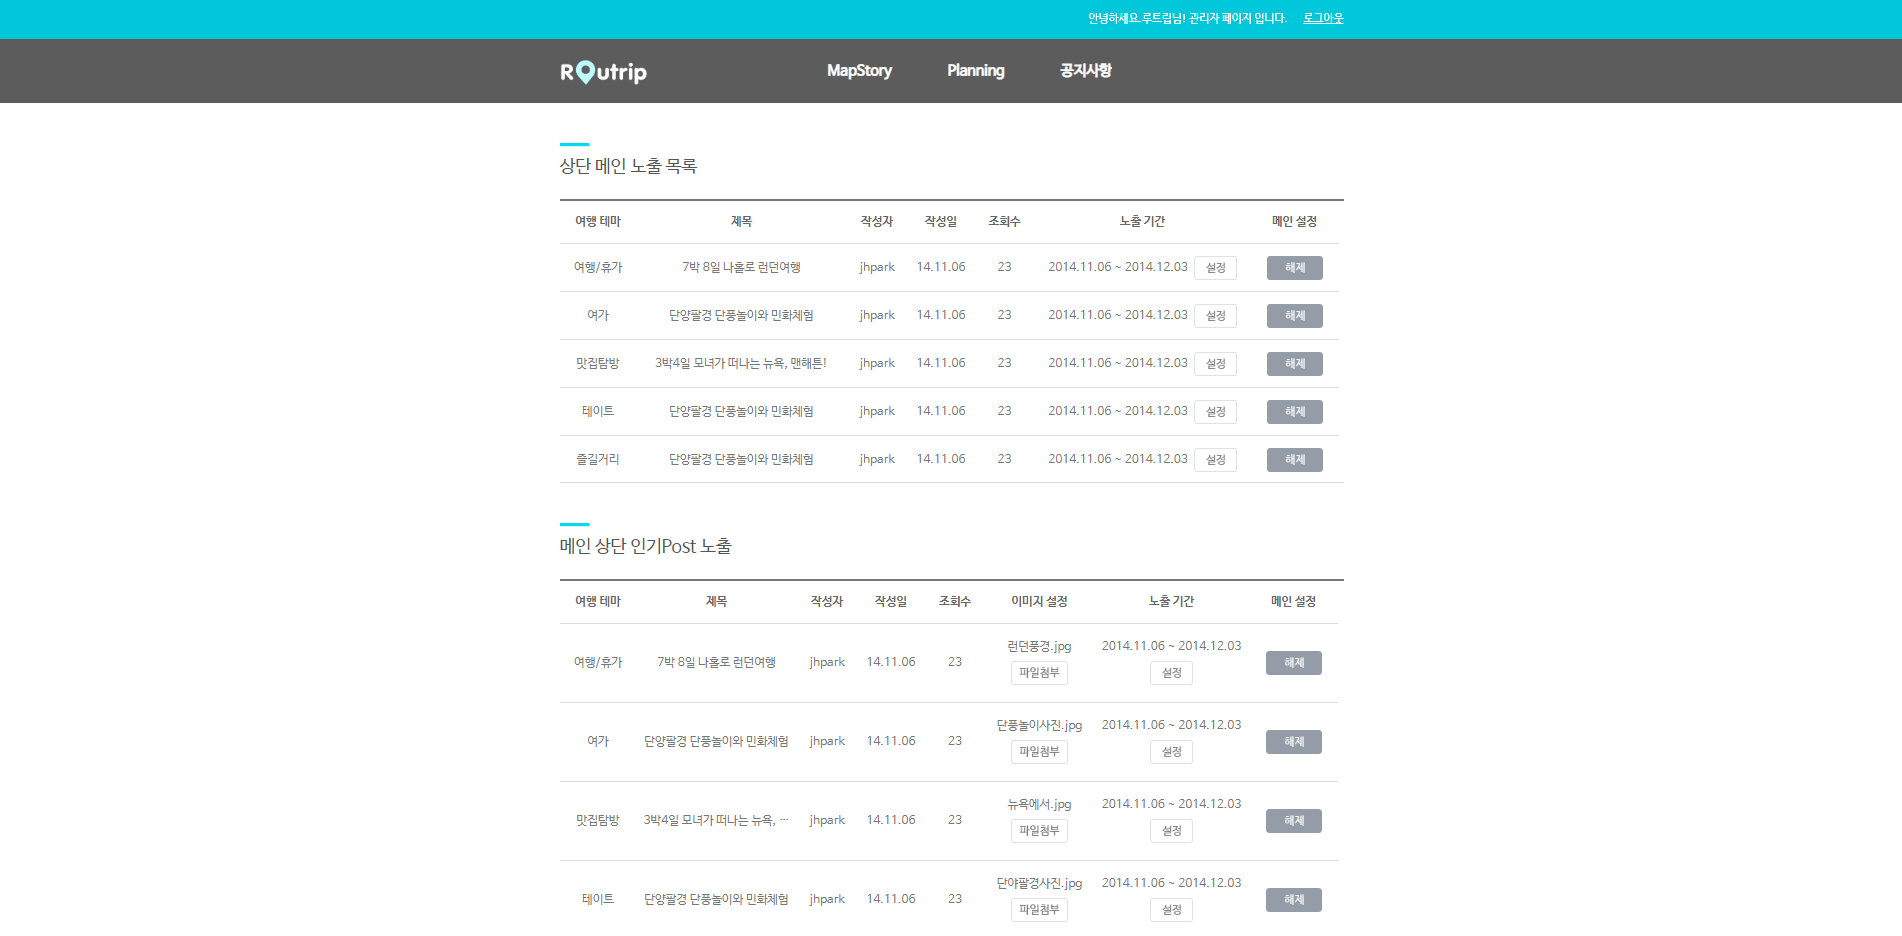 안녕하세요.루트립님! 관리자 페이지 입니다. 로그아웃
Routrip MapStory Planning 공지사항
상단 메인 노출 목록
여행 테마 제목 작성자 작성일 조회수 노출 기간 메인 설정
여행/휴가 7박 8일 나홀로 런던여행 jhpark 14.11.06 23 2014.11.06 ~ 2014.12.03 설정 해제
여가 단양팔경 단풍놀이와 민화체험 jhpark 14.11.06 23 2014.11.06 ~ 2014.12.03 설정 해제
맛집탐방 3박4일 모녀가 떠나는 뉴욕, 맨해튼! jhpark 14.11.06 23 2014.11.06 ~ 2014.12.03 설정 해제
테이트 단양팔경 단풍놀이와 민화체험 jhpark 14.11.06 23 2014.11.06 ~ 2014.12.03 설정 해제
즐길거리 단양팔경 단풍놀이와 민화체험 jhpark 14.11.06 23 2014.11.06 ~ 2014.12.03 설정 해제
메인 상단 인기Post 노출
여행 테마 제목 작성자 작성일 조회수 이미지 설정 노출 기간 메인 설정
여행/휴가 7박 8일 나홀로 런던여행 jhpark 14.11.06 23 런던풍경.jpg 파일첨부 2014.11.06 ~ 2014.12.03 설정 해제
여가 단양팔경 단풍놀이와 민화체험 jhpark 14.11.06 23 단풍놀이사진.jpg 파일첨부 2014.11.06 ~ 2014.12.03 설정 해제
맛집탐방 3박4일 모녀가 떠나는 뉴욕, … jhpark 14.11.06 23 뉴욕에서.jpg 파일첨부 2014.11.06 ~ 2014.12.03 설정 해제
테이트 단양팔경 단풍놀이와 민화체험 jhpark 14.11.06 23 단야팔경사진.jpg 파일첨부 2014.11.06 ~ 2014.12.03 설정 해제